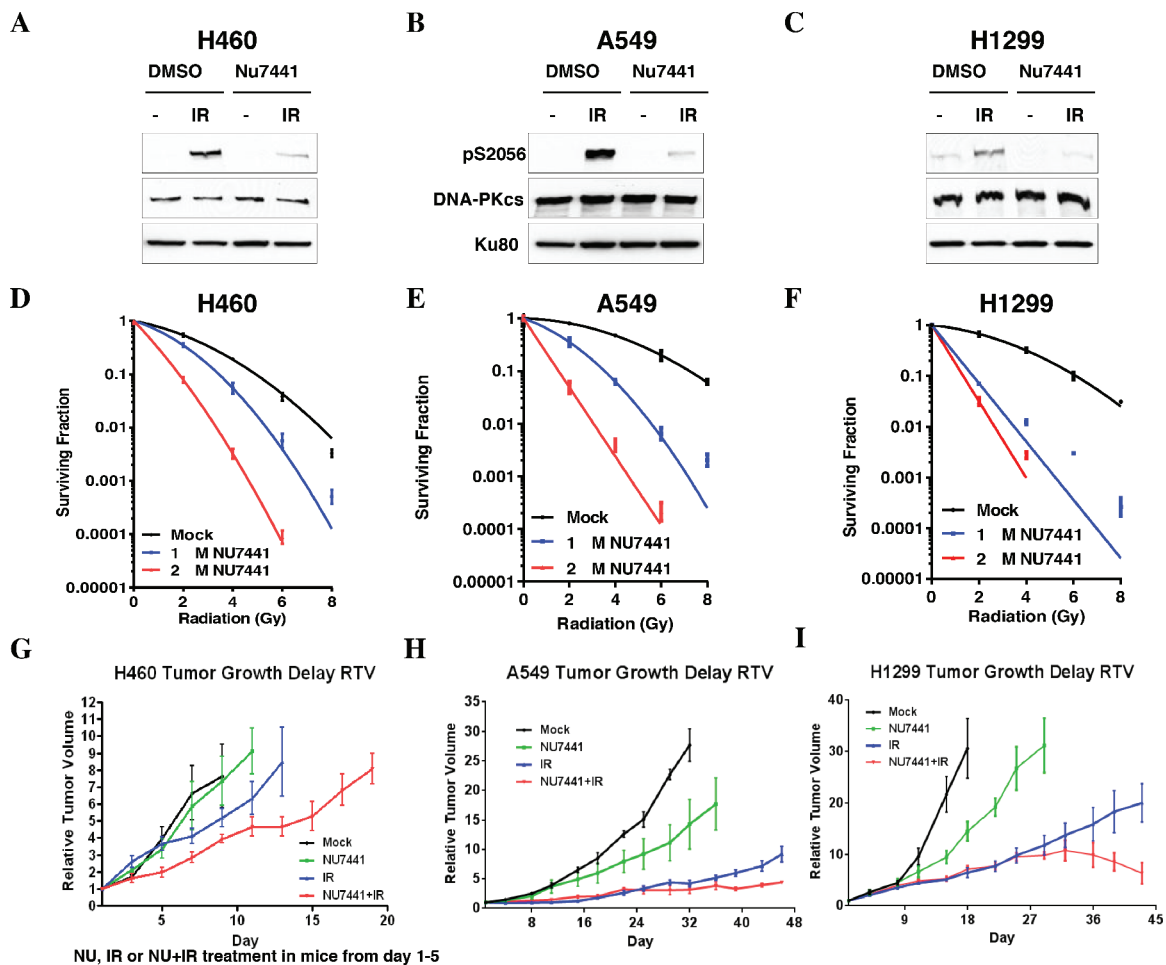 A
H460
DMSO Nu7441
- IR - IR
B
A549
DMSO Nu7441
- IR - IR
pS2056
DNA-PKcs
Ku80
C
H1299
DMSO Nu7441
- IR - IR
D
H460
Surviving Fraction
1
0.1
0.01
0.001
0.0001
0.00001
Mock
1 M NU7441
2 M NU7441
0 2 4 6 8
Radiation (Gy)
E
A549
Surviving Fraction
1
0.1
0.01
0.001
0.0001
0.00001
Mock
1 M NU7441
2 M NU7441
0 2 4 6 8
Radiation (Gy)
F
H1299
Surviving Fraction
1
0.1
0.01
0.001
0.0001
0.00001
Mock
1 M NU7441
2 M NU7441
0 2 4 6 8
Radiation (Gy)
G
H460 Tumor Growth Delay RTV
Relative Tumor Volume
12
11
10
9
8
7
6
5
4
3
2
1
0
Mock
NU7441
IR
NU7441+IR
5 10 15 20
Day
NU, IR or NU+IR treatment in mice from day 1-5
H
A549 Tumor Growth Delay RTV
Relative Tumor Volume
35
30
25
20
15
10
5
0
Mock
NU7441
IR
NU7441+IR
8 16 24 32 40 48
Day
I
H1299 Tumor Growth Delay RTV
Relative Tumor Volume
40
30
20
10
0
Mock
NU7441
IR
NU7441+IR
9 18 27 36 45
Day